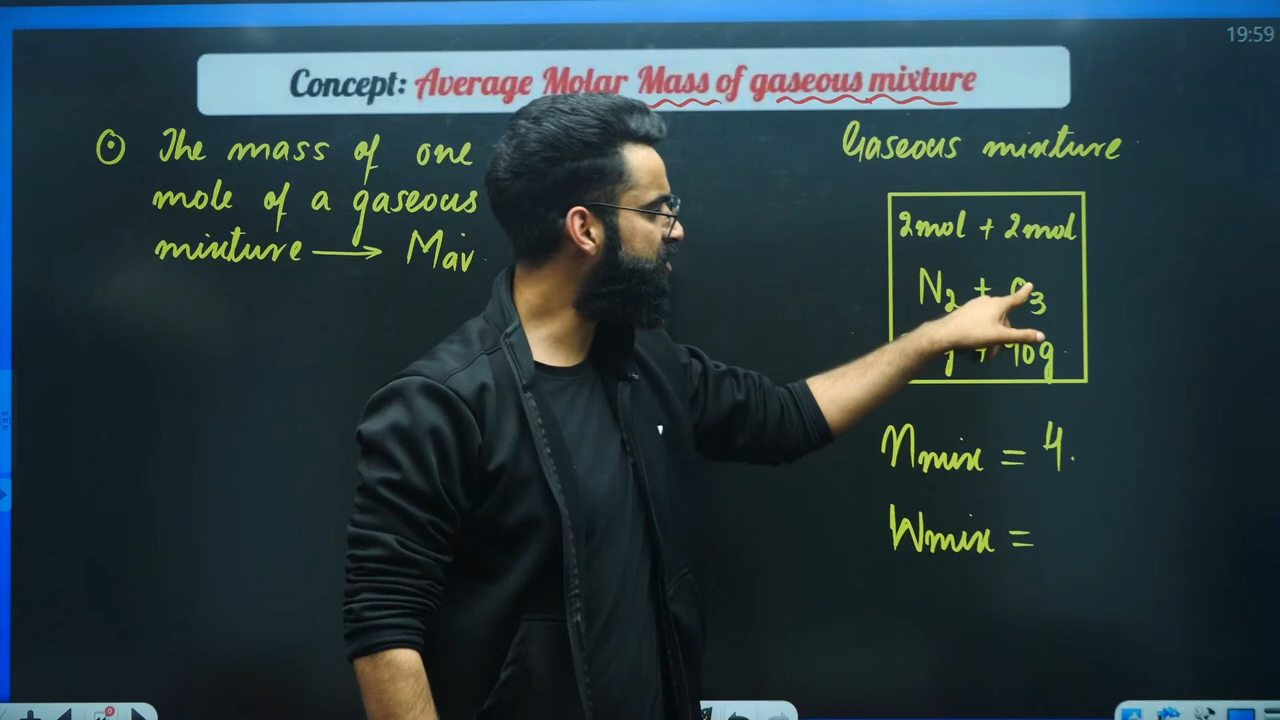 19:59
Concept: Average Molar Mass of gaseous mixture
The mass of one
mole of a gaseous
mixture → Mav
Gaseous mixture
2mol + 2mol
N2 + O3
g + 96g
nmix = 4.
Wmix =